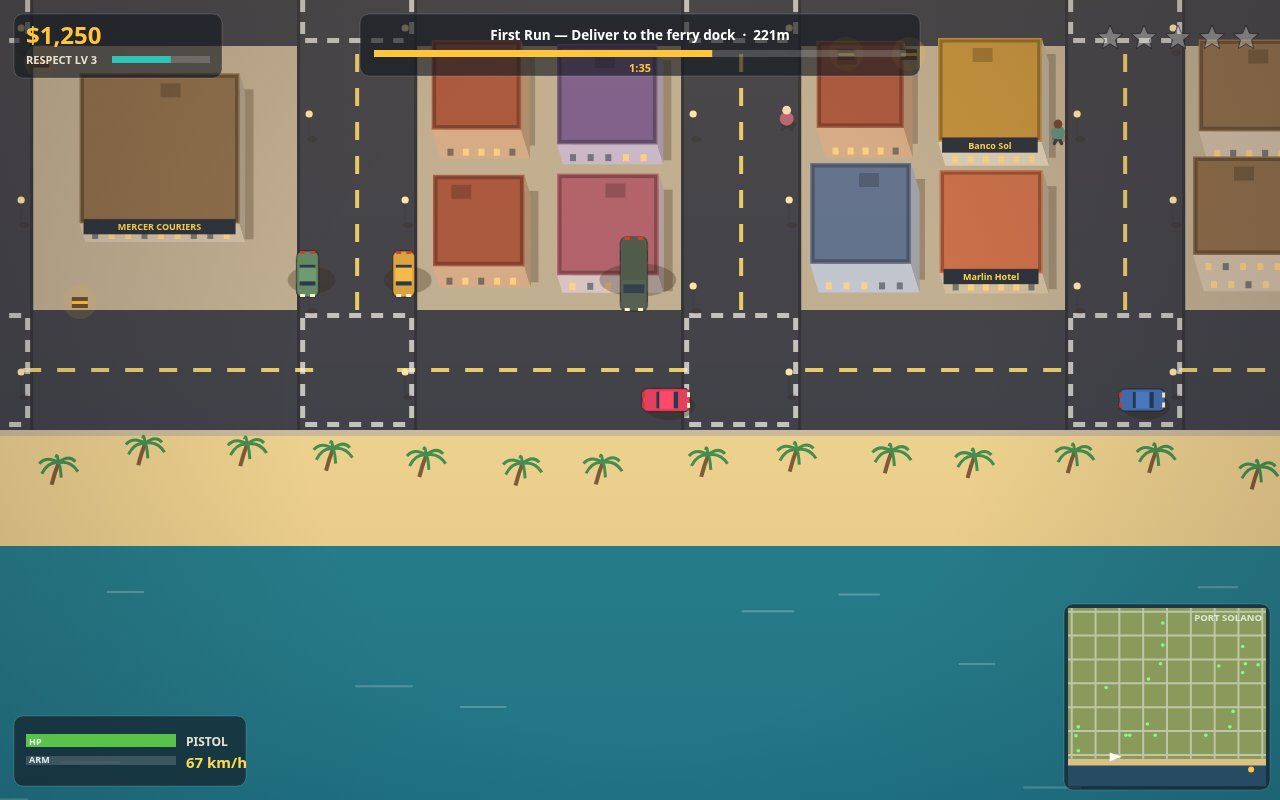 $1,250
RESPECT LV 3
First Run — Deliver to the ferry dock · 221m
1:35
Banco Sol
MERCER COURIERS
Marlin Hotel
PORT SOLANO
HP
PISTOL
ARM
67 km/h